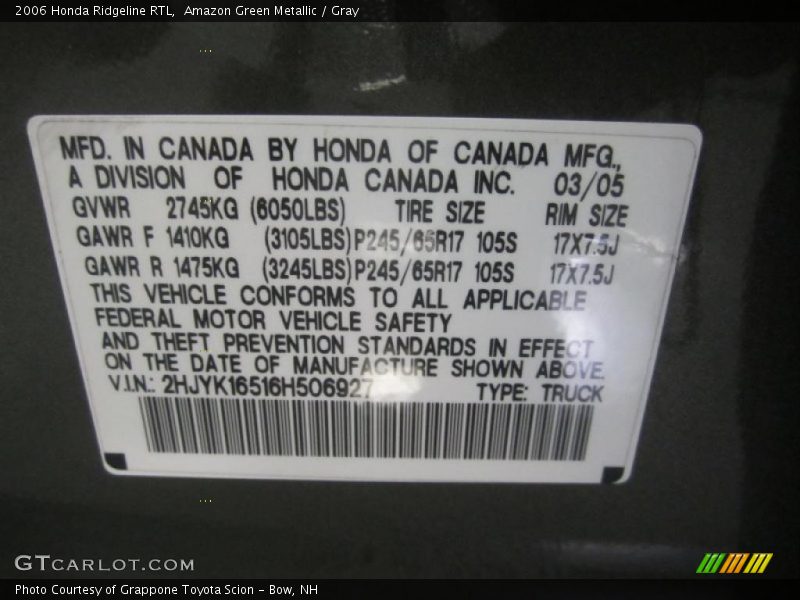 2006 Honda Ridgeline RTL,  Amazon Green Metallic / Gray
MFD. IN CANADA BY HONDA OF CANADA MFG.,
A DIVISION OF HONDA CANADA INC. 03/05
GVWR 2745KG (6050LBS) TIRE SIZE RIM SIZE
GAWR F 1410KG (3105LBS) P245/65R17 105S 17X7.5J
GAWR R 1475KG (3245LBS) P245/65R17 105S 17X7.5J
THIS VEHICLE CONFORMS TO ALL APPLICABLE
FEDERAL MOTOR VEHICLE SAFETY
AND THEFT PREVENTION STANDARDS IN EFFECT
ON THE DATE OF MANUFACTURE SHOWN ABOVE.
V.I.N.: 2HJYK16516H506927 TYPE: TRUCK
GTCARLOT.COM
Photo Courtesy of Grappone Toyota Scion - Bow, NH